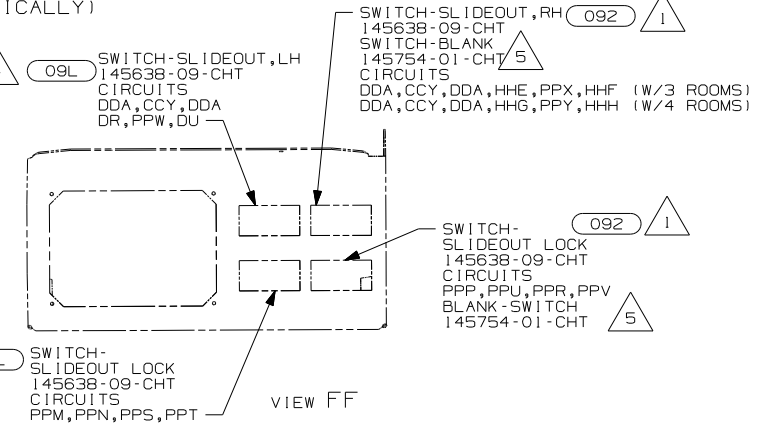 ICALLY)
SWITCH-SLIDEOUT,RH 092 1
145638-09-CHT
SWITCH-BLANK
145754-01-CHT 5
CIRCUITS
DDA,CCY,DDA,HHE,PPX,HHF (W/3 ROOMS)
DDA,CCY,DDA,HHG,PPY,HHH (W/4 ROOMS)
09L SWITCH-SLIDEOUT,LH
145638-09-CHT
CIRCUITS
DDA,CCY,DDA
DR,PPW,DU
SWITCH- 092 1
SLIDEOUT LOCK
145638-09-CHT
CIRCUITS
PPP,PPU,PPR,PPV
BLANK-SWITCH
145754-01-CHT 5
SWITCH-
SLIDEOUT LOCK
145638-09-CHT
CIRCUITS
PPM,PPN,PPS,PPT
VIEW FF